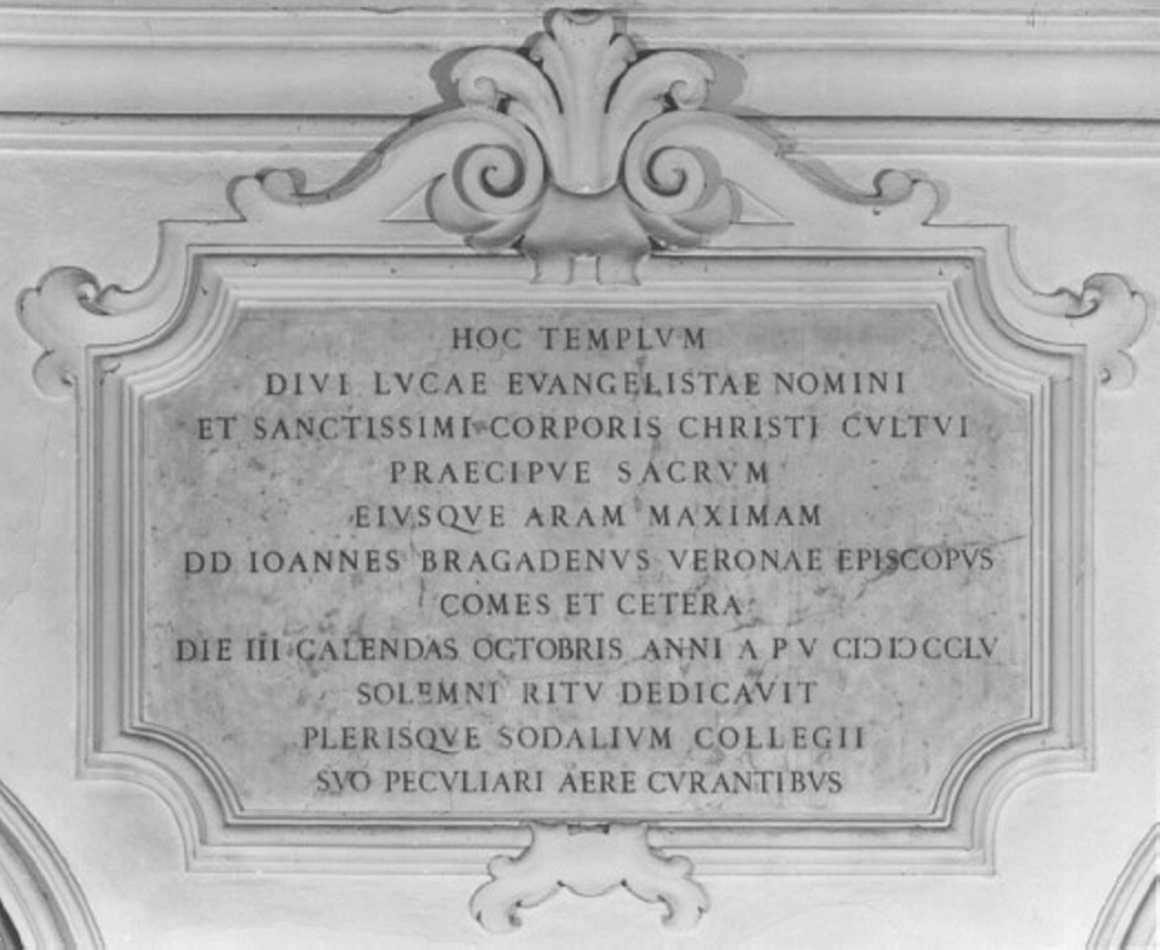 HOC TEMPLVM
DIVI LVCAE EVANGELISTAE NOMINI
ET SANCTISSIMI CORPORIS CHRISTI CVLTVI
PRAECIPVE SACRVM
EIVSQVE ARAM MAXIMAM
DD IOANNES BRAGADENVS VERONAE EPISCOPVS
COMES ET CETERA
DIE III CALENDAS OCTOBRIS ANNI A P V CIƆIƆCCLV
SOLEMNI RITV DEDICAVIT
PLERISQVE SODALIVM COLLEGII
SVO PECVLIARI AERE CVRANTIBVS